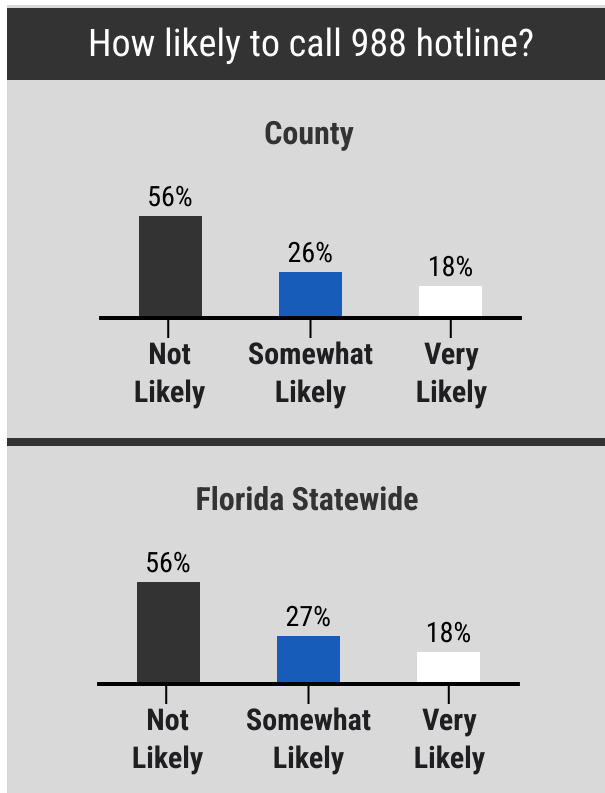 How likely to call 988 hotline?
County
56%
26%
18%
Not
Likely
Somewhat
Likely
Very
Likely
Florida Statewide
56%
27%
18%
Not
Likely
Somewhat
Likely
Very
Likely